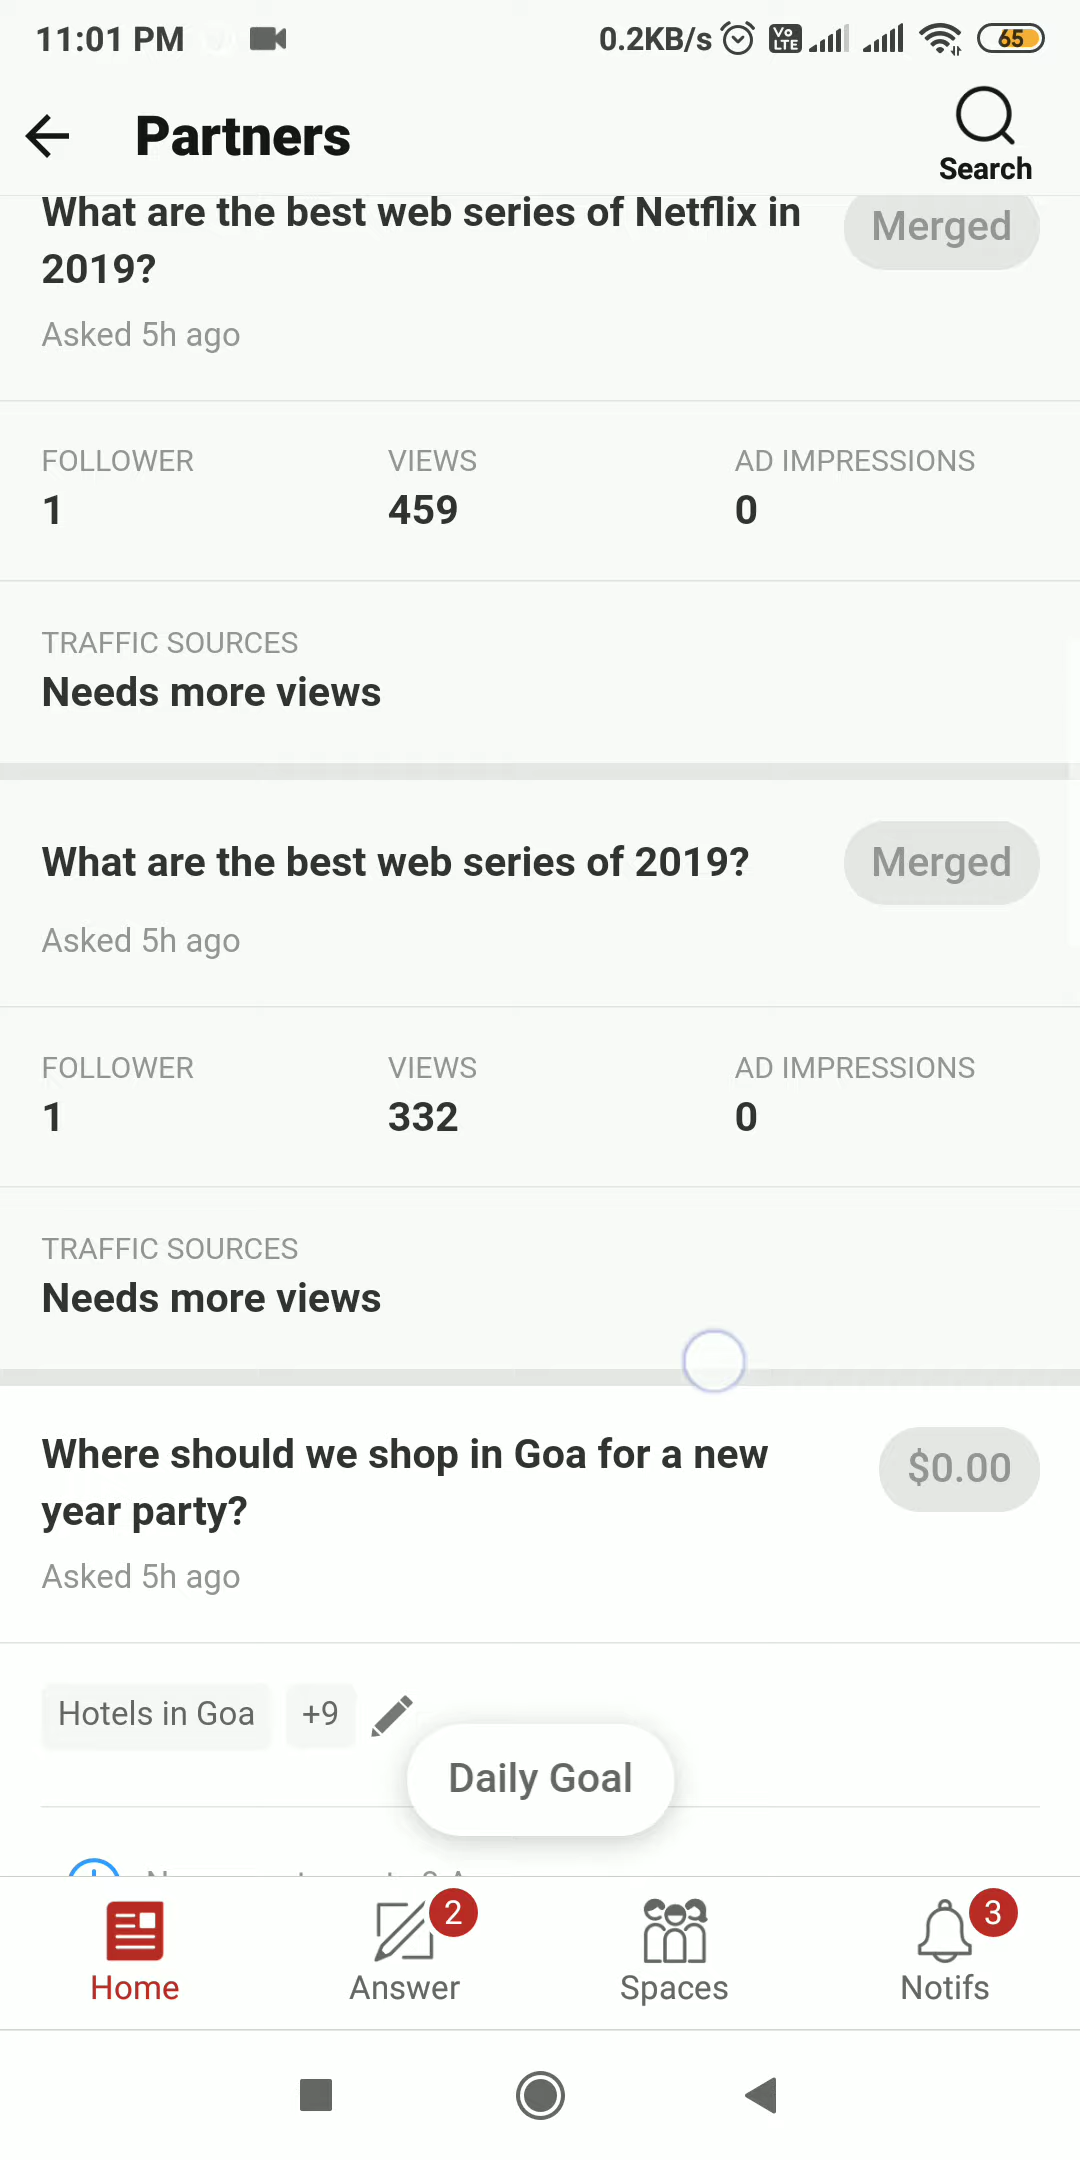 11:01 PM
0.2KB/s
Vo LTE
65
Partners
Search
What are the best web series of Netflix in
2019?
Merged
Asked 5h ago
FOLLOWER VIEWS AD IMPRESSIONS
1 459 0
TRAFFIC SOURCES
Needs more views
What are the best web series of 2019?
Merged
Asked 5h ago
FOLLOWER VIEWS AD IMPRESSIONS
1 332 0
TRAFFIC SOURCES
Needs more views
Where should we shop in Goa for a new
year party?
$0.00
Asked 5h ago
Hotels in Goa +9
Daily Goal
2 3
Home Answer Spaces Notifs